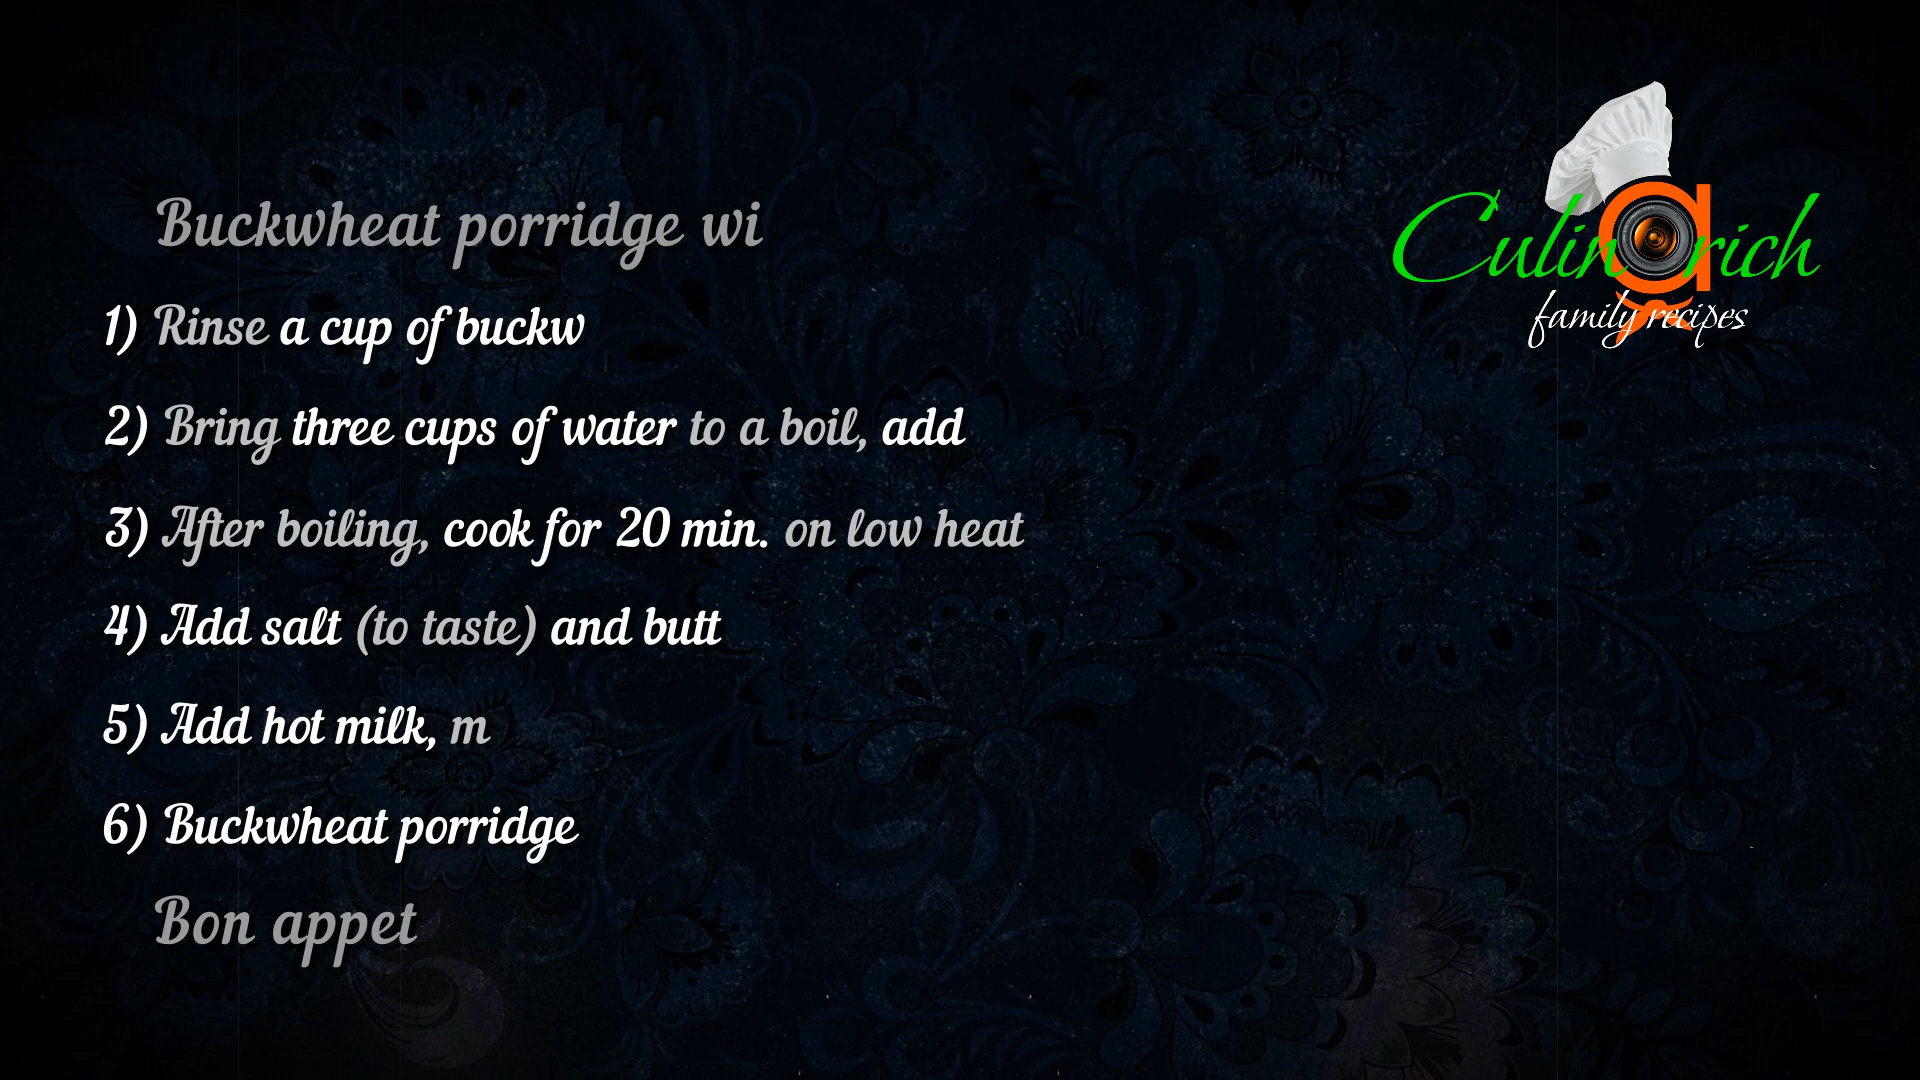 Culinarich
family recipes
Buckwheat porridge wi
1) Rinse a cup of buckw
2) Bring three cups of water to a boil, add
3) After boiling, cook for 20 min. on low heat
4) Add salt (to taste) and butt
5) Add hot milk, m
6) Buckwheat porridge
Bon appet